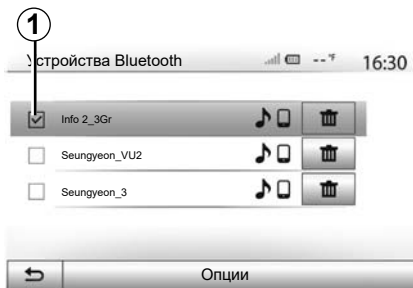 1
Устройства Bluetooth -- °F 16:30
Info 2_3Gr
Seungyeon_VU2
Seungyeon_3
Опции